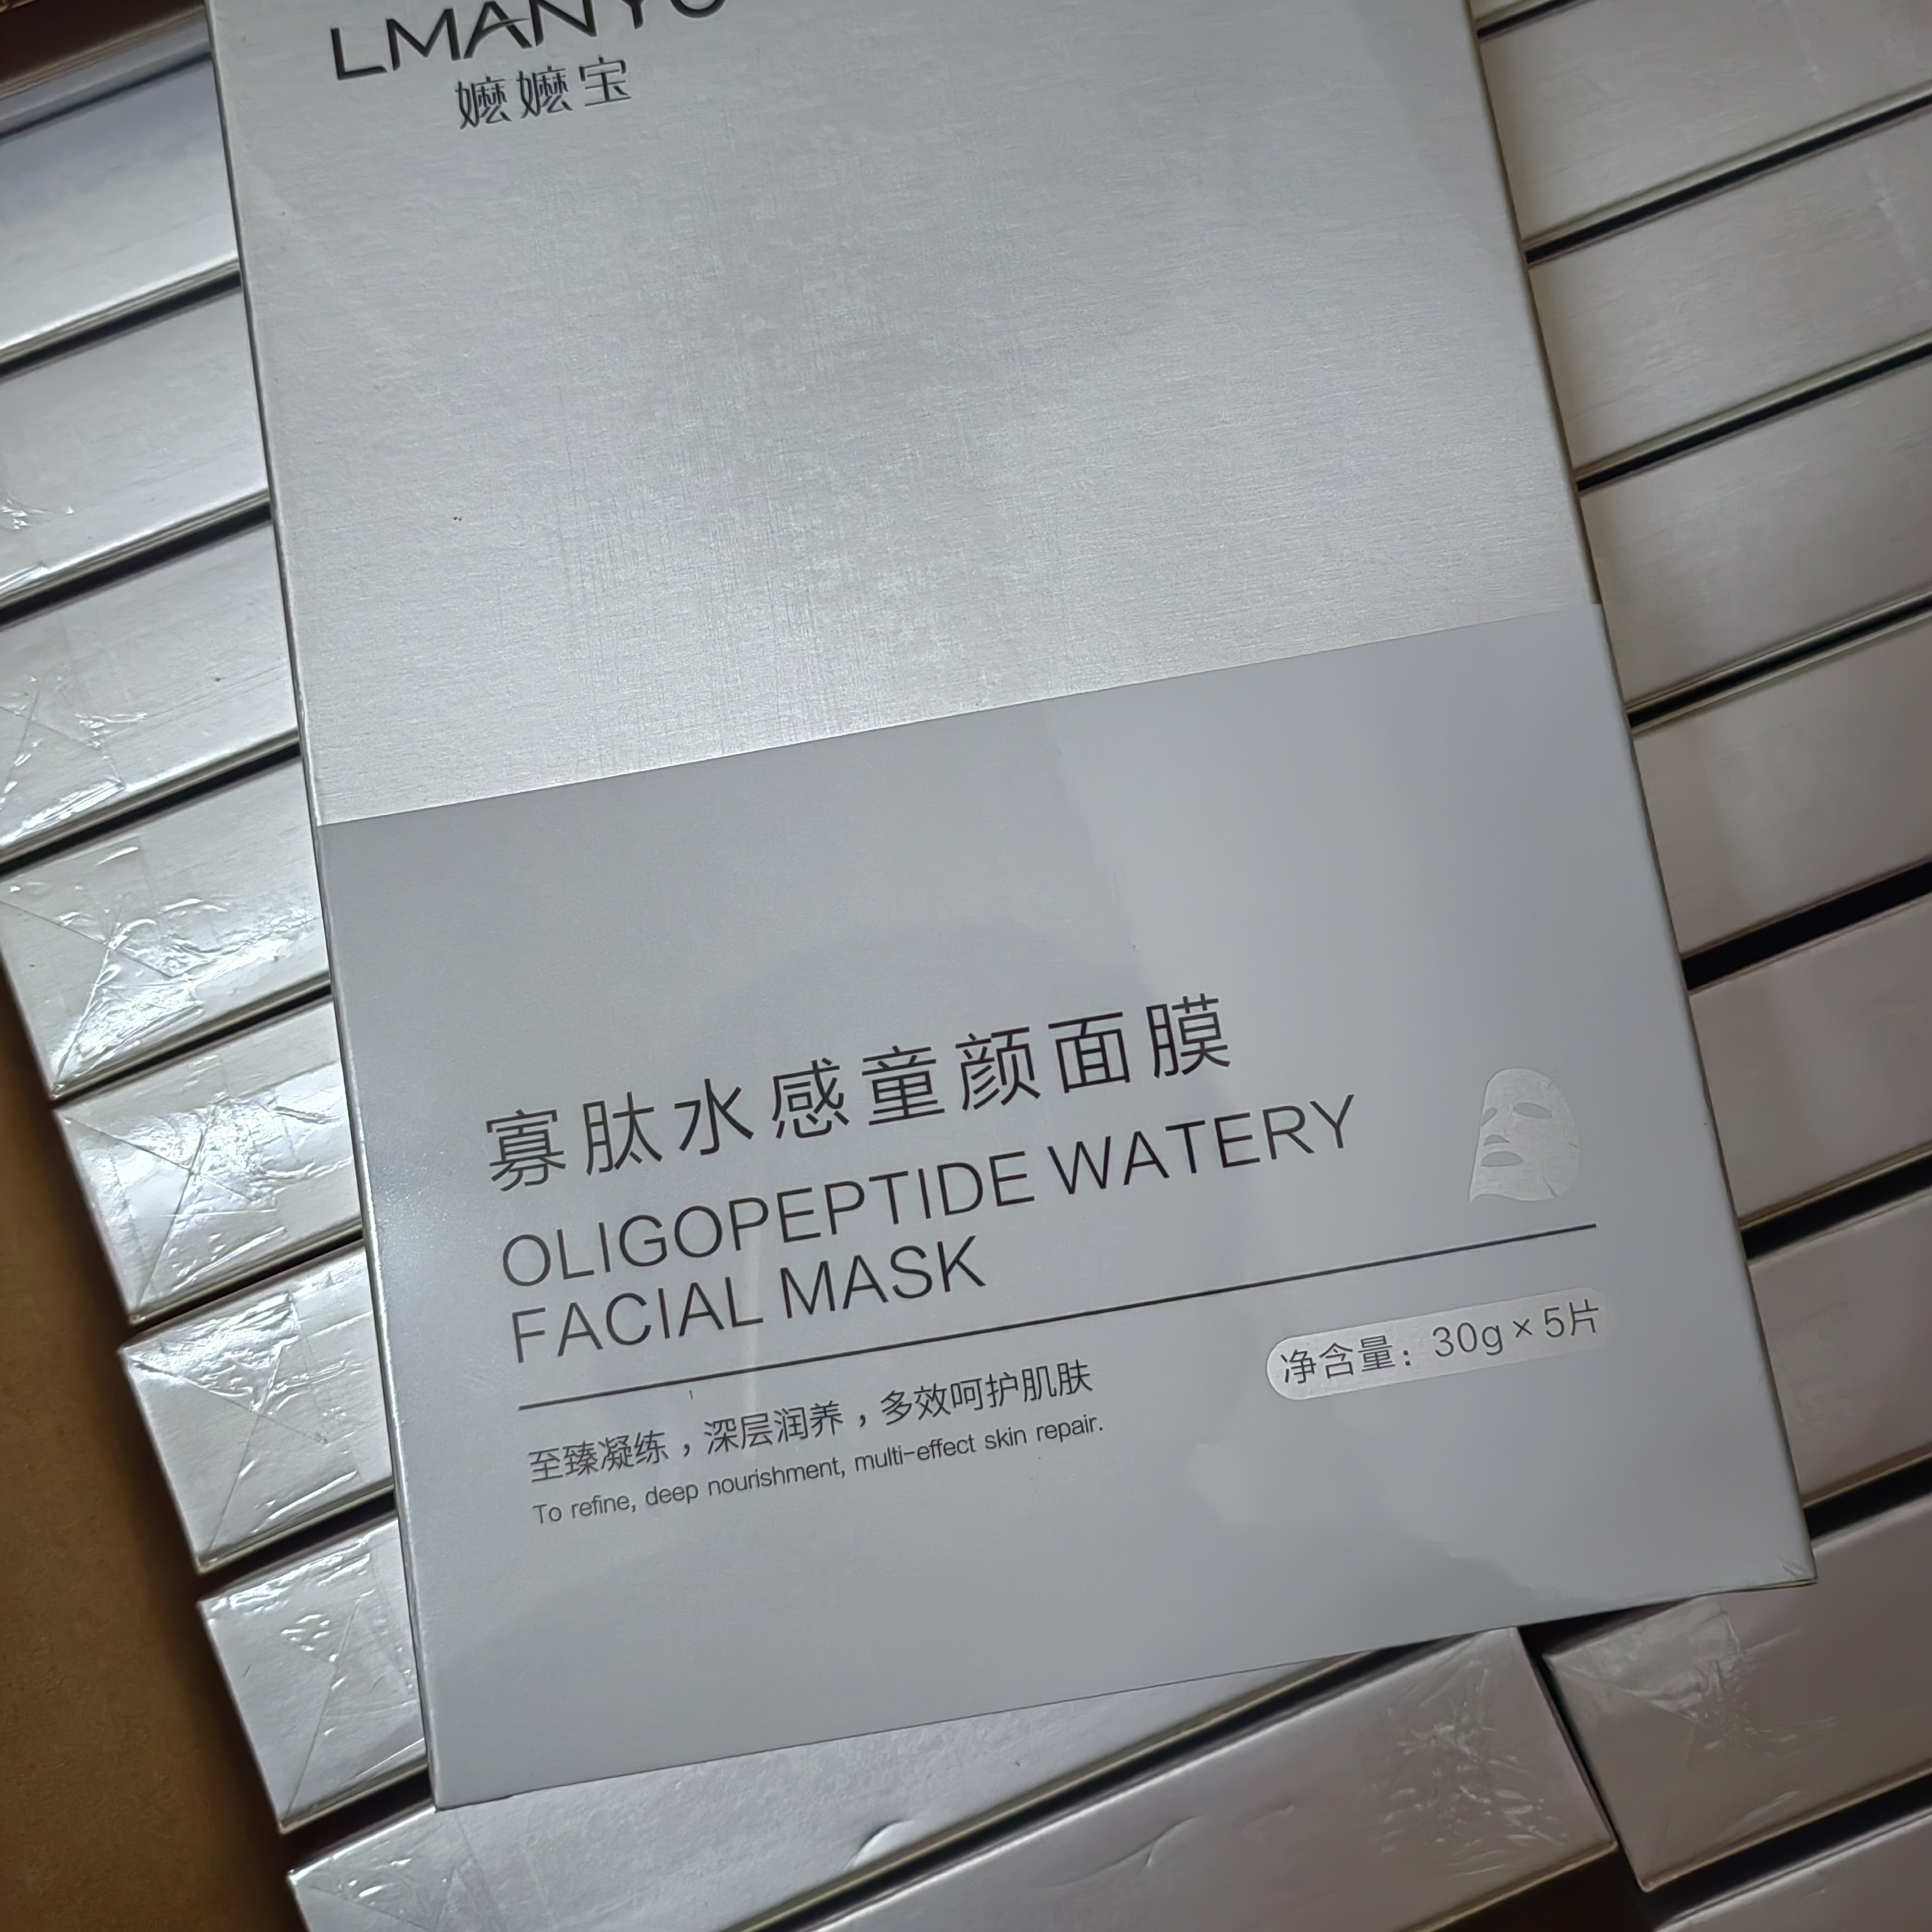 LMANYU
嬷嬷宝
寡肽水感童颜面膜
OLIGOPEPTIDE WATERY
FACIAL MASK
净含量：30g×5片
至臻凝练，深层润养，多效呵护肌肤
To refine, deep nourishment, multi-effect skin repair.